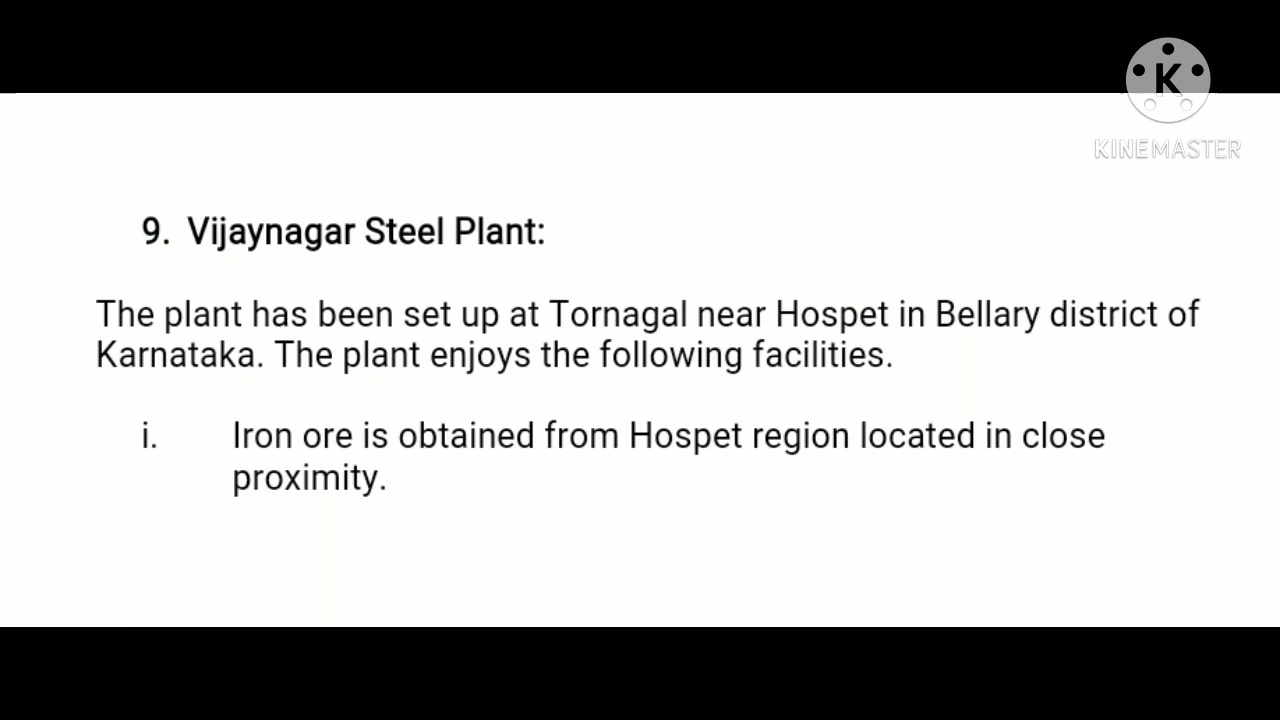 K
KINEMASTER
9. Vijaynagar Steel Plant:
The plant has been set up at Tornagal near Hospet in Bellary district of
Karnataka. The plant enjoys the following facilities.
i. Iron ore is obtained from Hospet region located in close
proximity.